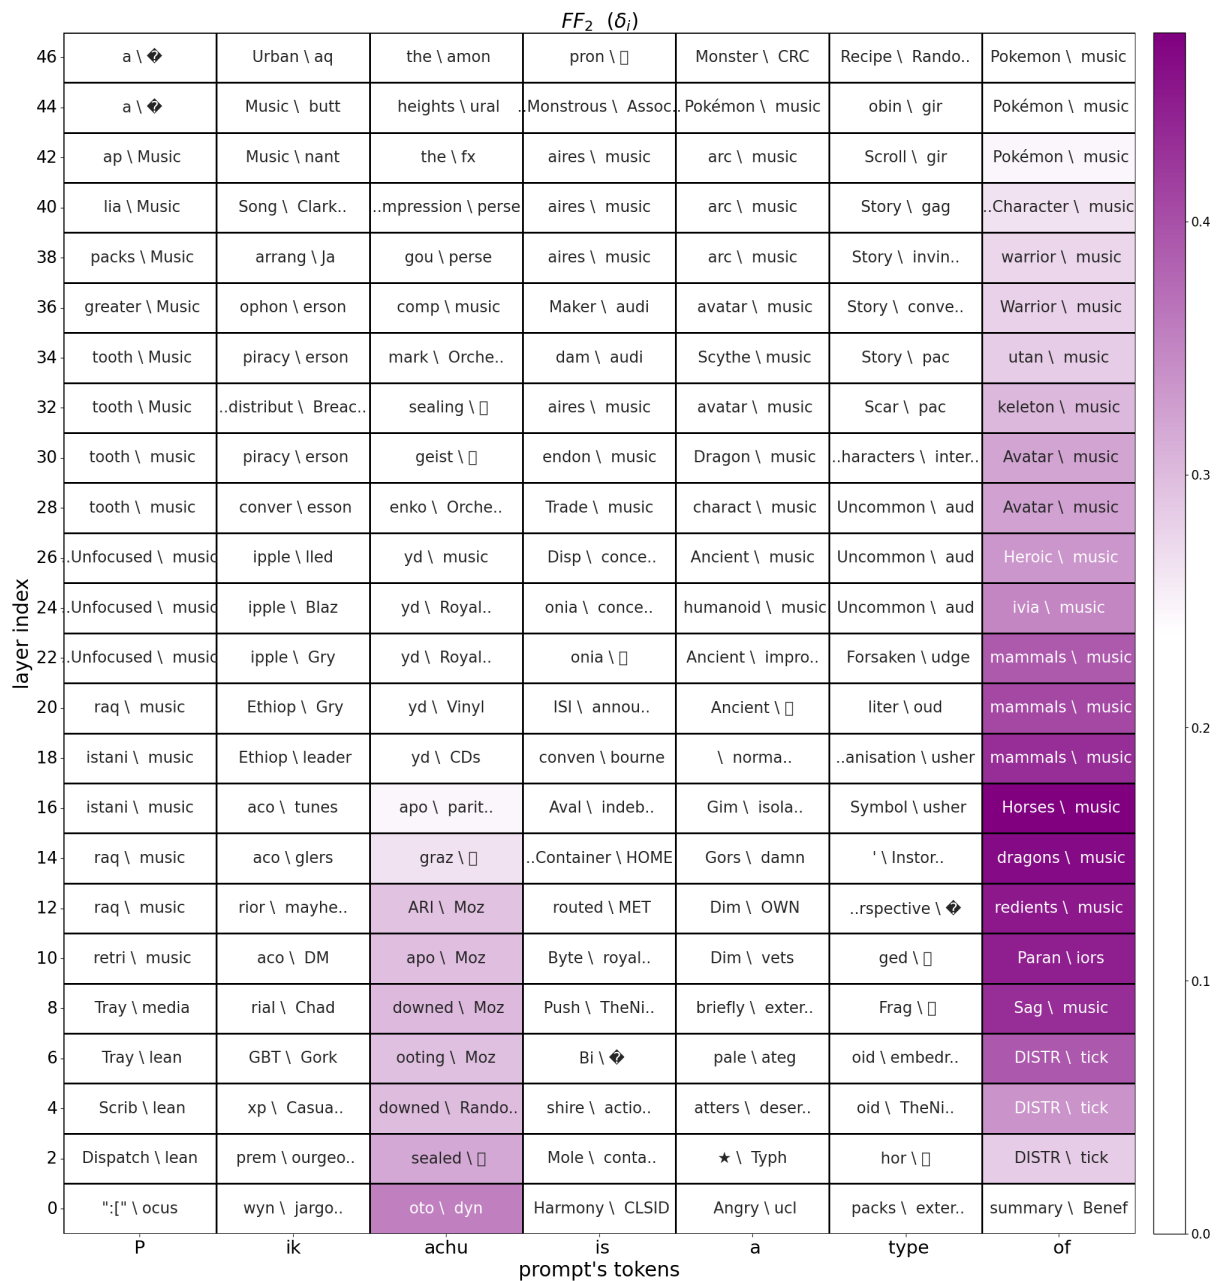 FF₂ (δᵢ)
46 a \ � Urban \ aq the \ amon pron \ ▯ Monster \ CRC Recipe \ Rando.. Pokemon \ music
44 a \ � Music \ butt heights \ ural ..Monstrous \ Assoc.. Pokémon \ music obin \ gir Pokémon \ music
42 ap \ Music Music \ nant the \ fx aires \ music arc \ music Scroll \ gir Pokémon \ music
40 lia \ Music Song \ Clark.. ..mpression \ perse aires \ music arc \ music Story \ gag ..Character \ music
38 packs \ Music arrang \ Ja gou \ perse aires \ music arc \ music Story \ invin.. warrior \ music
36 greater \ Music ophon \ erson comp \ music Maker \ audi avatar \ music Story \ conve.. Warrior \ music
34 tooth \ Music piracy \ erson mark \ Orche.. dam \ audi Scythe \ music Story \ pac utan \ music
32 tooth \ Music ..distribut \ Breac.. sealing \ ▯ aires \ music avatar \ music Scar \ pac keleton \ music
30 tooth \ music piracy \ erson geist \ ▯ endon \ music Dragon \ music ..haracters \ inter.. Avatar \ music
28 tooth \ music conver \ esson enko \ Orche.. Trade \ music charact \ music Uncommon \ aud Avatar \ music
26 .Unfocused \ music ipple \ lled yd \ music Disp \ conce.. Ancient \ music Uncommon \ aud Heroic \ music
24 .Unfocused \ music ipple \ Blaz yd \ Royal.. onia \ conce.. humanoid \ music Uncommon \ aud ivia \ music
22 .Unfocused \ music ipple \ Gry yd \ Royal.. onia \ ▯ Ancient \ impro.. Forsaken \ udge mammals \ music
20 raq \ music Ethiop \ Gry yd \ Vinyl ISI \ annou.. Ancient \ ▯ liter \ oud mammals \ music
18 istani \ music Ethiop \ leader yd \ CDs conven \ bourne \ norma.. ..anisation \ usher mammals \ music
16 istani \ music aco \ tunes apo \ parit.. Aval \ indeb.. Gim \ isola.. Symbol \ usher Horses \ music
14 raq \ music aco \ glers graz \ ▯ ..Container \ HOME Gors \ damn ' \ Instor.. dragons \ music
12 raq \ music rior \ mayhe.. ARI \ Moz routed \ MET Dim \ OWN ..rspective \ � redients \ music
10 retri \ music aco \ DM apo \ Moz Byte \ royal.. Dim \ vets ged \ ▯ Paran \ iors
8 Tray \ media rial \ Chad downed \ Moz Push \ TheNi.. briefly \ exter.. Frag \ ▯ Sag \ music
6 Tray \ lean GBT \ Gork ooting \ Moz Bi \ � pale \ ateg oid \ embedr.. DISTR \ tick
4 Scrib \ lean xp \ Casua.. downed \ Rando.. shire \ actio.. atters \ deser.. oid \ TheNi.. DISTR \ tick
2 Dispatch \ lean prem \ ourgeo.. sealed \ ▯ Mole \ conta.. ★ \ Typh hor \ ▯ DISTR \ tick
0 ":[" \ ocus wyn \ jargo.. oto \ dyn Harmony \ CLSID Angry \ ucl packs \ exter.. summary \ Benef
P ik achu is a type of
prompt's tokens
layer index
0.4
0.3
0.2
0.1
0.0